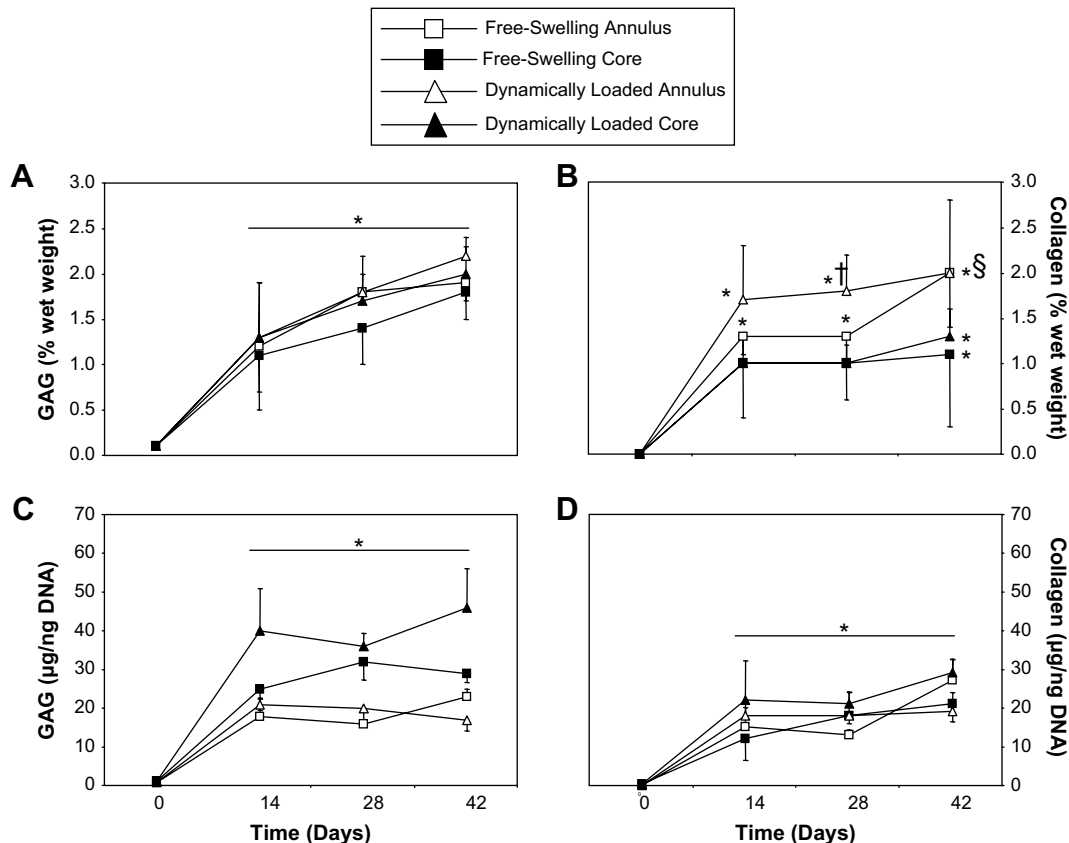 Free-Swelling Annulus
Free-Swelling Core
Dynamically Loaded Annulus
Dynamically Loaded Core
A
3.0
2.5
2.0
1.5
1.0
0.5
0.0
GAG (% wet weight)
*
B
3.0
2.5
2.0
1.5
1.0
0.5
0.0
Collagen (% wet weight)
*
*†
*
*
*§
*
*
C
70
60
50
40
30
20
10
0
GAG (µg/ng DNA)
*
0 14 28 42
Time (Days)
D
70
60
50
40
30
20
10
0
Collagen (µg/ng DNA)
*
0 14 28 42
Time (Days)